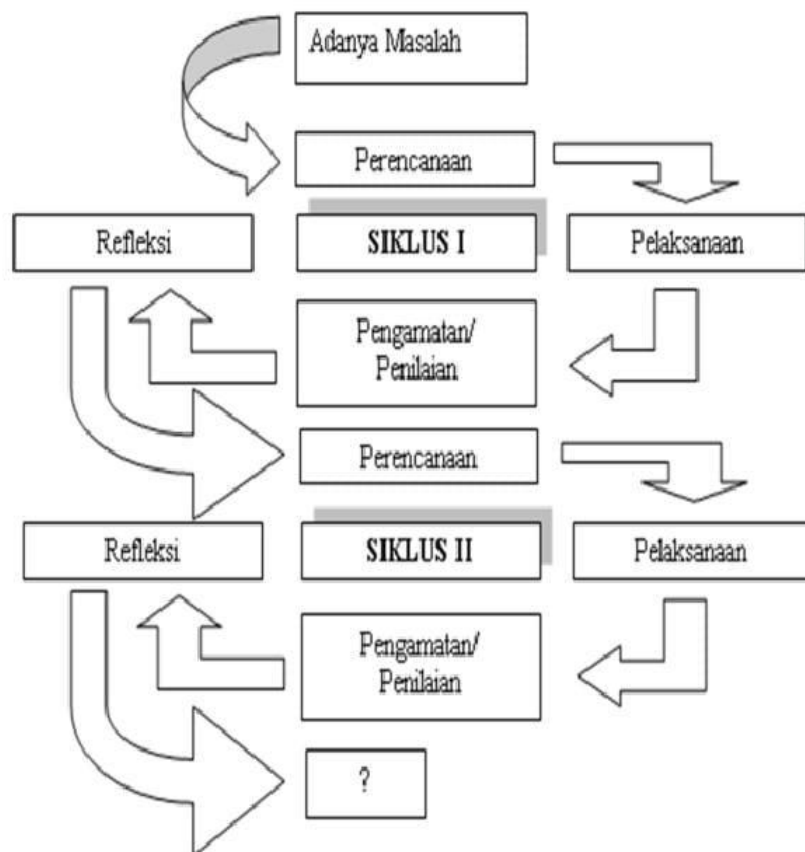 Adanya Masalah
Perencanaan
Refleksi
SIKLUS I
Pelaksanaan
Pengamatan/
Penilaian
Perencanaan
Refleksi
SIKLUS II
Pelaksanaan
Pengamatan/
Penilaian
?